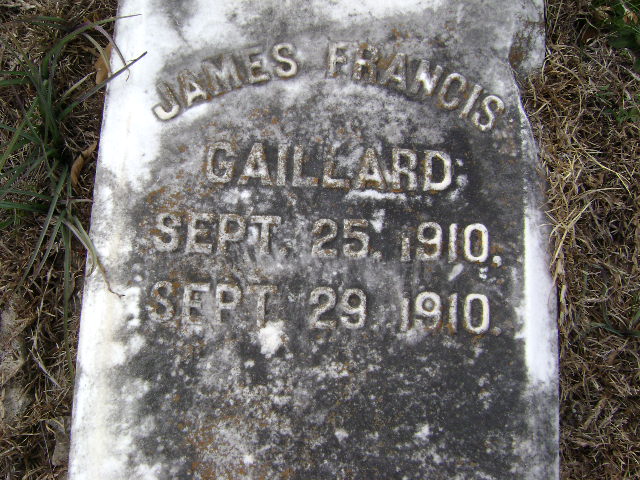 JAMES FRANCIS
GAILLARD
SEPT. 25, 1910,
SEPT 29. 1910.